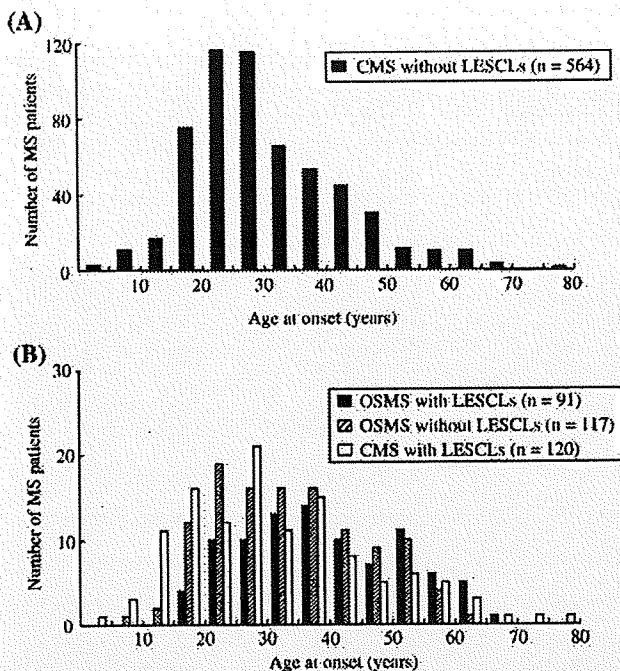 (A)
120
80
40
0
Number of MS patients
CMS without LESCLs (n = 564)
10 20 30 40 50 60 70 80
Age at onset (years)
(B)
30
20
10
0
Number of MS patients
OSMS with LESCLs (n = 91)
OSMS without LESCLs (n = 117)
CMS with LESCLs (n = 120)
10 20 30 40 50 60 70 80
Age at onset (years)